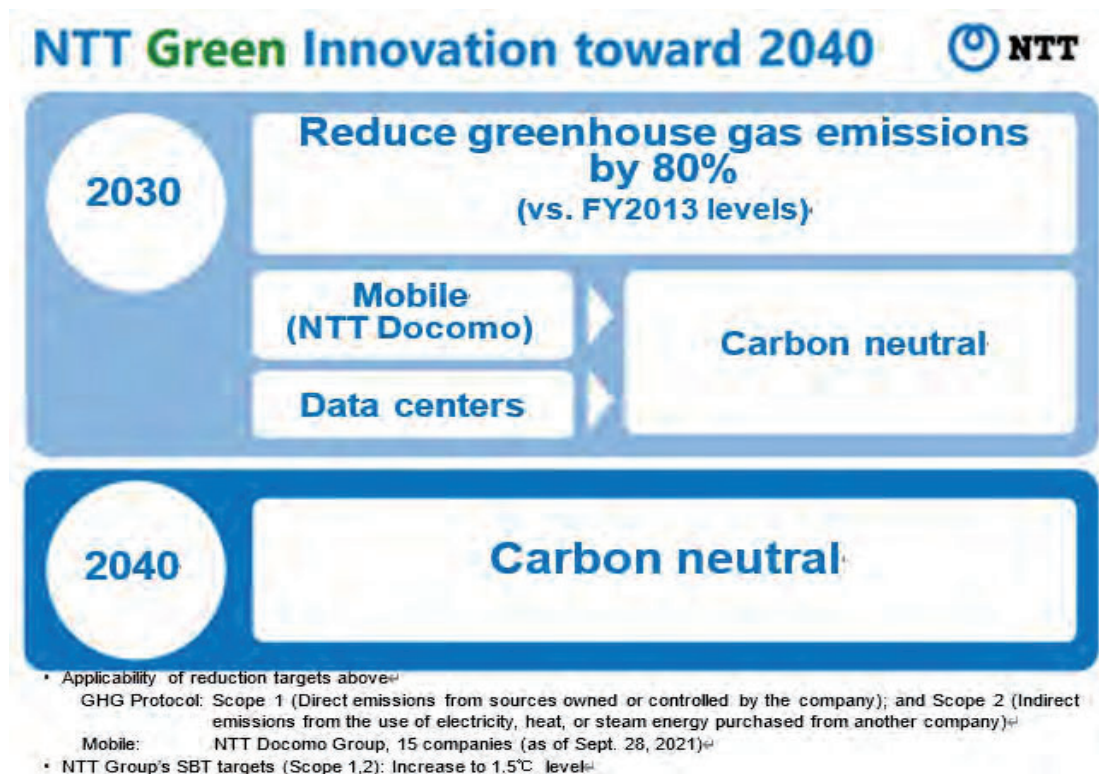 NTT Green Innovation toward 2040
NTT
2030
Reduce greenhouse gas emissions
by 80%
(vs. FY2013 levels)
Mobile
(NTT Docomo)
Carbon neutral
Data centers
2040
Carbon neutral
• Applicability of reduction targets above↵
GHG Protocol: Scope 1 (Direct emissions from sources owned or controlled by the company); and Scope 2 (Indirect
emissions from the use of electricity, heat, or steam energy purchased from another company)↵
Mobile: NTT Docomo Group, 15 companies (as of Sept. 28, 2021)↵
• NTT Group's SBT targets (Scope 1,2): Increase to 1.5℃ level↵